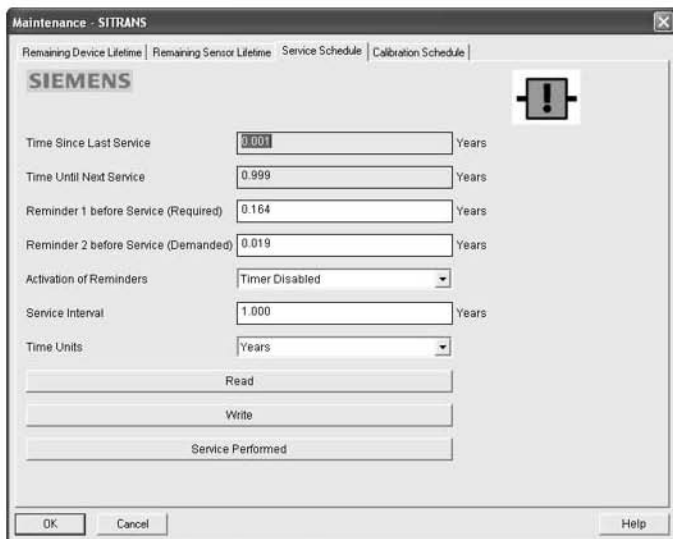 Maintenance - SITRANS
Remaining Device Lifetime Remaining Sensor Lifetime Service Schedule Calibration Schedule
SIEMENS
Time Since Last Service 0.001 Years
Time Until Next Service 0.999 Years
Reminder 1 before Service (Required) 0.164 Years
Reminder 2 before Service (Demanded) 0.019 Years
Activation of Reminders Timer Disabled
Service Interval 1.000 Years
Time Units Years
Read
Write
Service Performed
OK Cancel Help